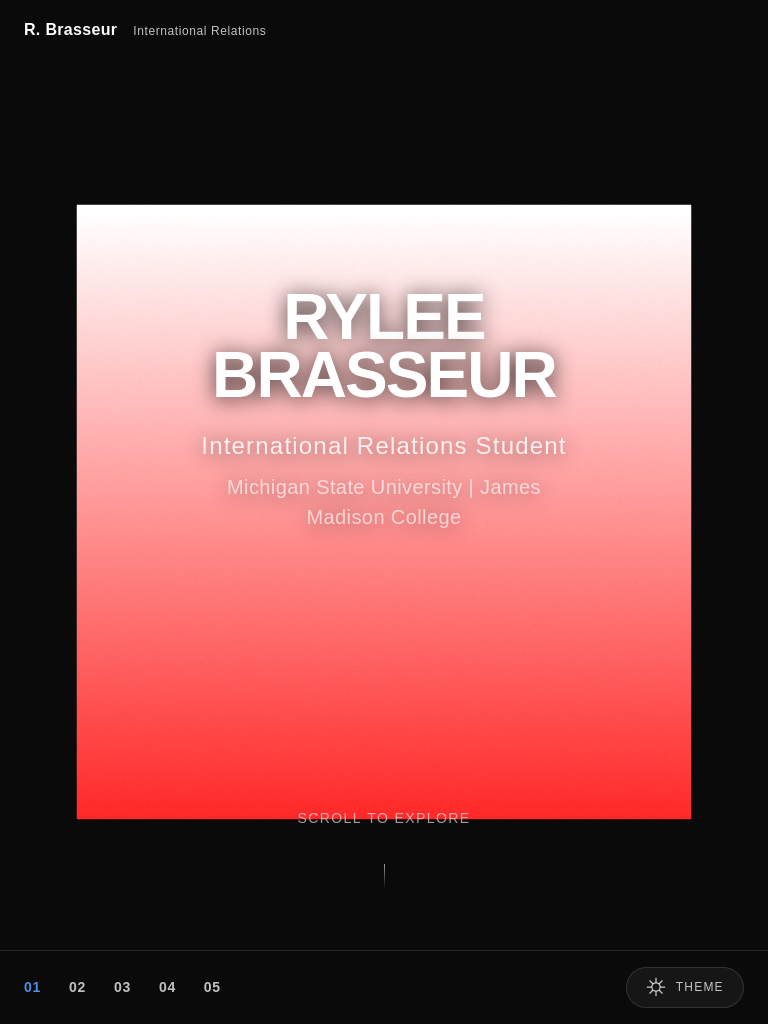 R. Brasseur International Relations
RYLEE
BRASSEUR
International Relations Student
Michigan State University | James
Madison College
SCROLL TO EXPLORE
01 02 03 04 05 THEME